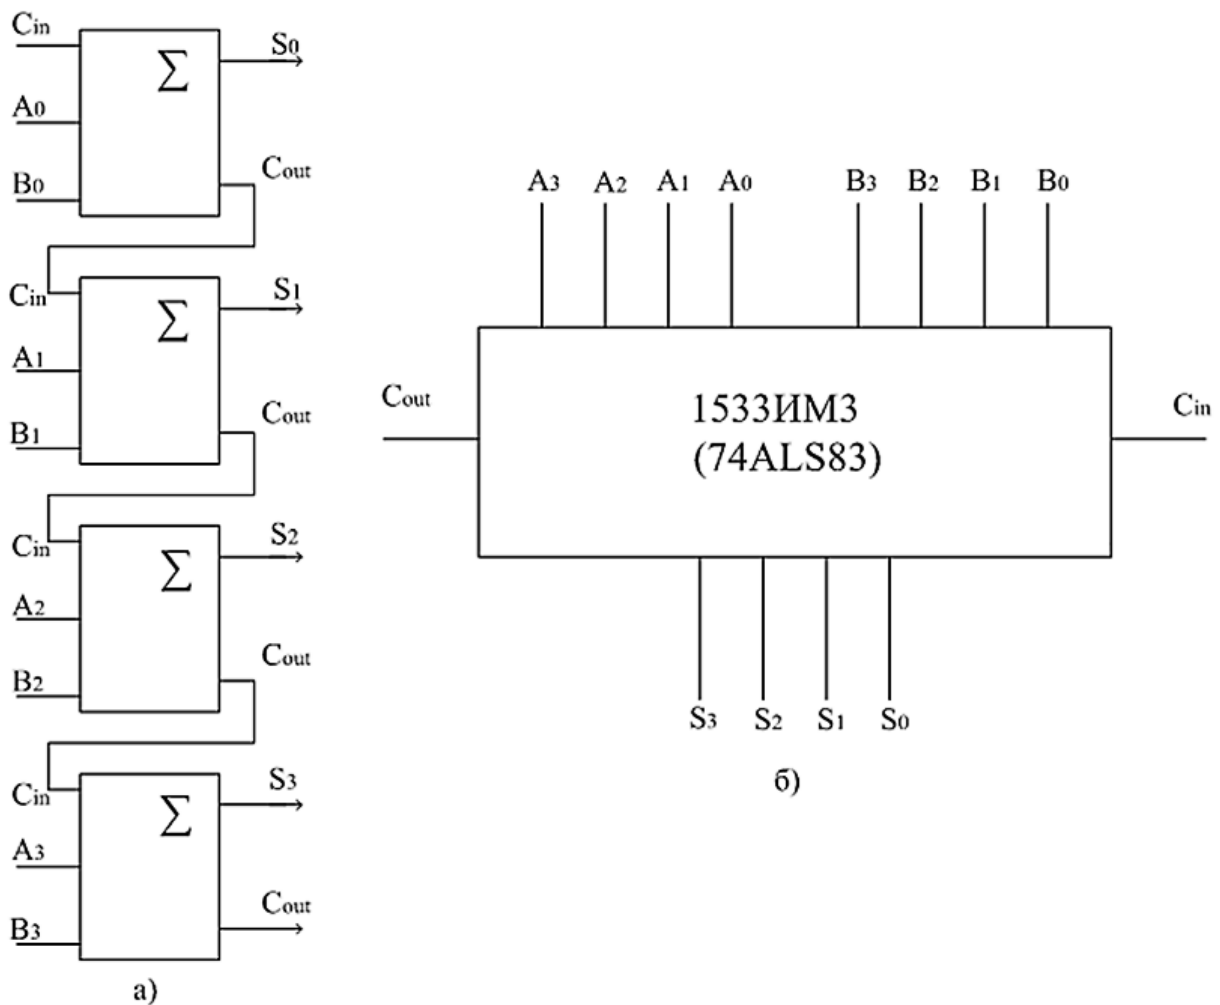 Cin
S0
Σ
A0
Cout
B0
Cin
S1
Σ
A1
Cout
B1
Cin
S2
Σ
A2
Cout
B2
Cin
S3
Σ
A3
Cout
B3
а)
A3 A2 A1 A0 B3 B2 B1 B0
Cout
1533ИМ3
(74ALS83)
Cin
S3 S2 S1 S0
б)